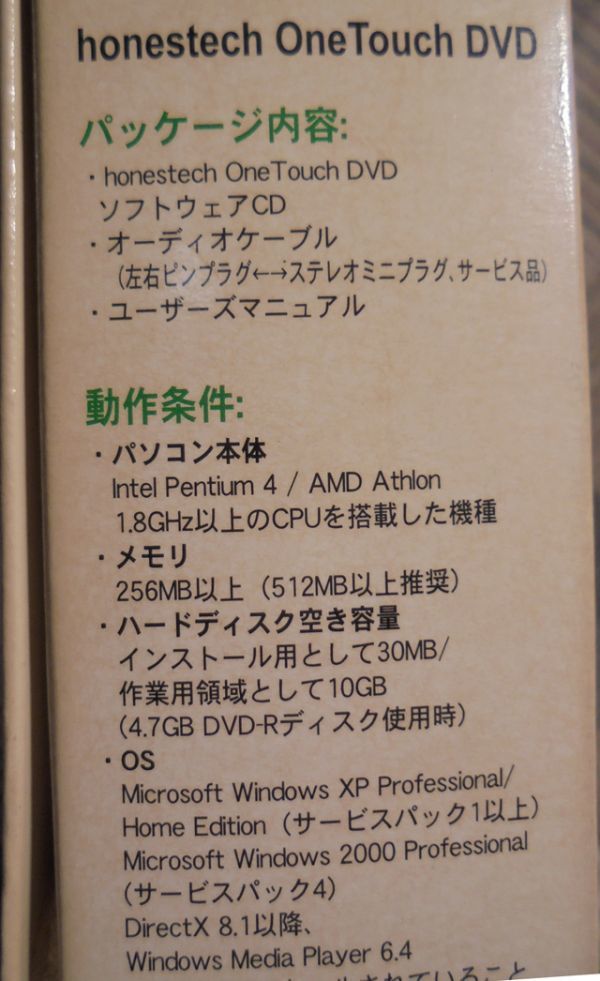 honestech OneTouch DVD
パッケージ内容:
・honestech OneTouch DVD
ソフトウェアCD
・オーディオケーブル
(左右ピンプラグ←→ステレオミニプラグ、サービス品)
・ユーザーズマニュアル
動作条件:
・パソコン本体
Intel Pentium 4 / AMD Athlon
1.8GHz以上のCPUを搭載した機種
・メモリ
256MB以上（512MB以上推奨）
・ハードディスク空き容量
インストール用として30MB/
作業用領域として10GB
(4.7GB DVD-Rディスク使用時)
・OS
Microsoft Windows XP Professional/
Home Edition（サービスパック1以上）
Microsoft Windows 2000 Professional
(サービスパック4)
DirectX 8.1以降、
Windows Media Player 6.4
されていること